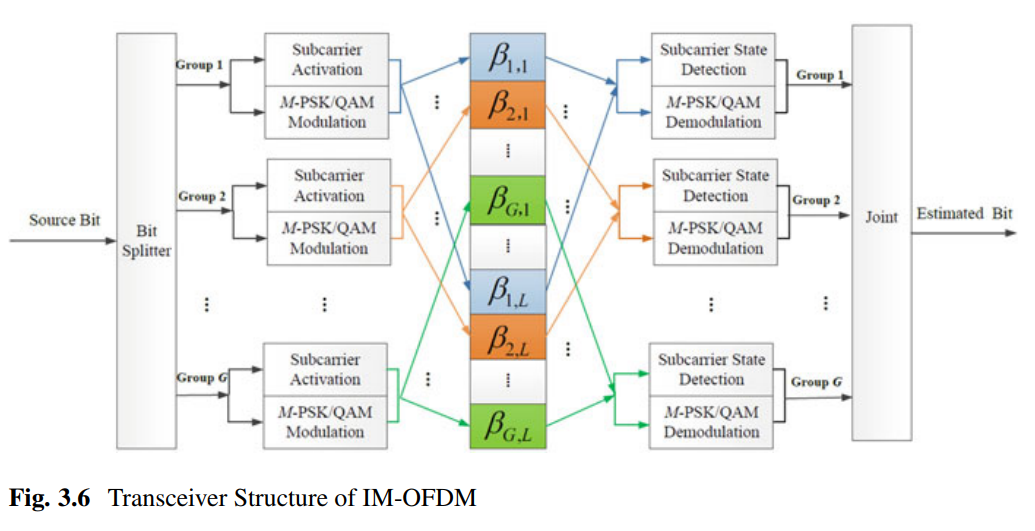 Source Bit
Bit
Splitter
Group 1
Subcarrier
Activation
M-PSK/QAM
Modulation
Group 2
Subcarrier
Activation
M-PSK/QAM
Modulation
Group G
Subcarrier
Activation
M-PSK/QAM
Modulation
β1,1
β2,1
βG,1
β1,L
β2,L
βG,L
Subcarrier State
Detection
M-PSK/QAM
Demodulation
Group 1
Subcarrier State
Detection
M-PSK/QAM
Demodulation
Group 2
Subcarrier State
Detection
M-PSK/QAM
Demodulation
Group G
Joint
Estimated Bit
Fig. 3.6 Transceiver Structure of IM-OFDM